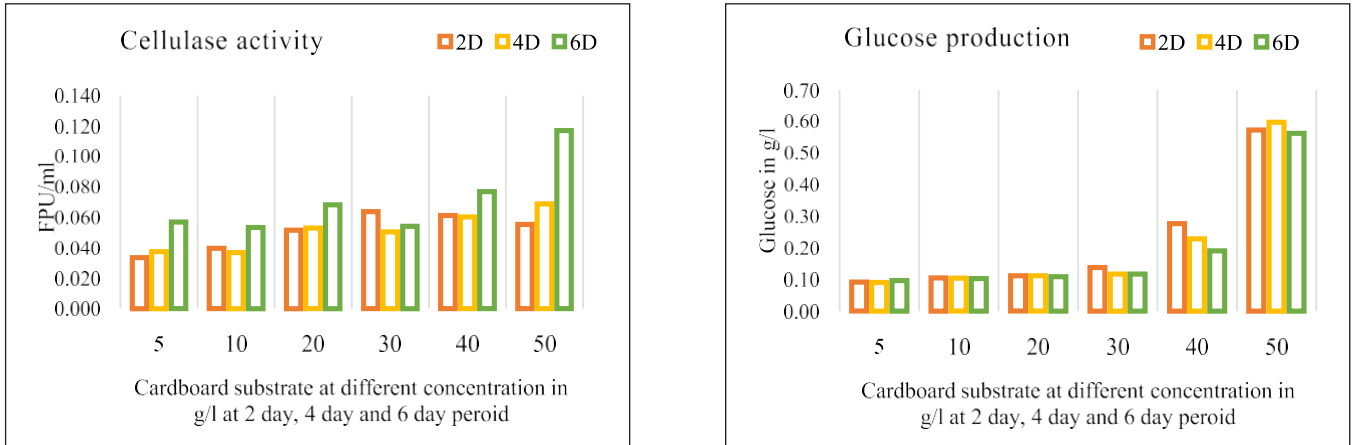 Cellulase activity
2D 4D 6D
FPU/ml
0.140
0.120
0.100
0.080
0.060
0.040
0.020
0.000
5 10 20 30 40 50
Cardboard substrate at different concentration in
g/l at 2 day, 4 day and 6 day peroid
Glucose production
2D 4D 6D
Glucose in g/l
0.70
0.60
0.50
0.40
0.30
0.20
0.10
0.00
5 10 20 30 40 50
Cardboard substrate at different concentration in
g/l at 2 day, 4 day and 6 day peroid